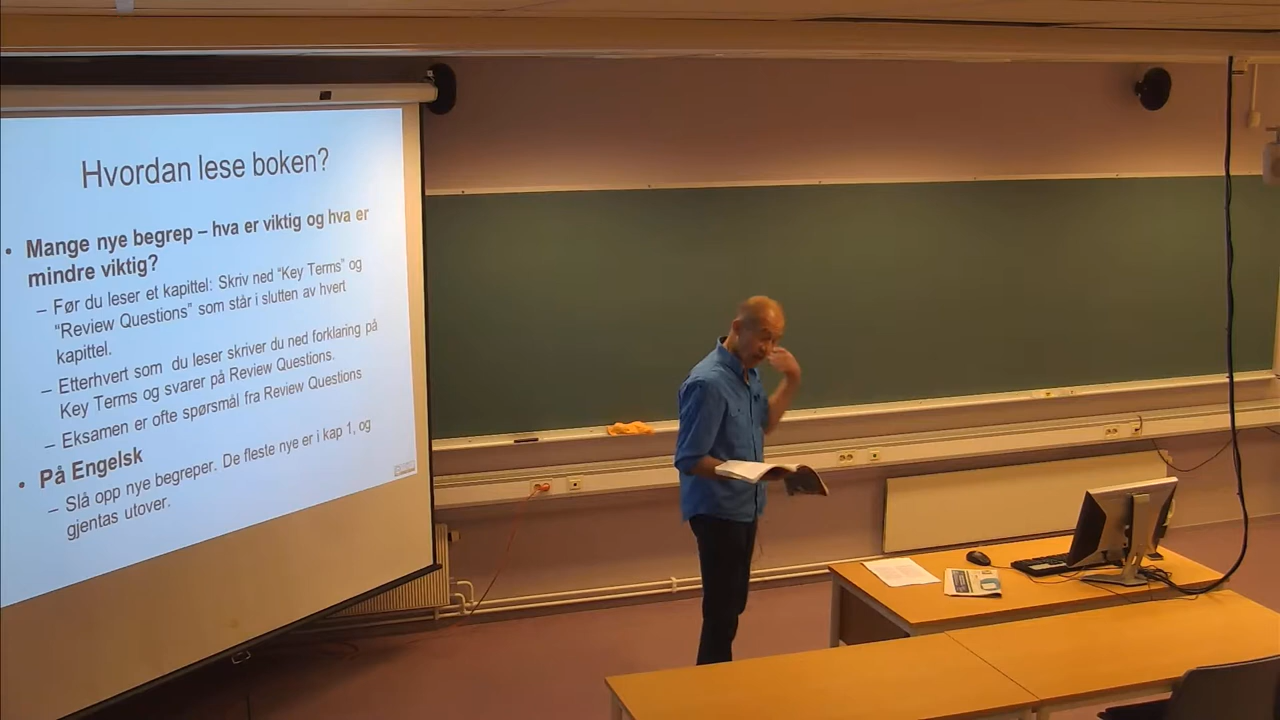 Hvordan lese boken?
• Mange nye begrep – hva er viktig og hva er
mindre viktig?
– Før du leser et kapittel: Skriv ned “Key Terms” og
“Review Questions” som står i slutten av hvert
kapittel.
– Etterhvert som du leser skriver du ned forklaring på
Key Terms og svarer på Review Questions.
– Eksamen er ofte spørsmål fra Review Questions
• På Engelsk
– Slå opp nye begreper. De fleste nye er i kap 1, og
gjentas utover.